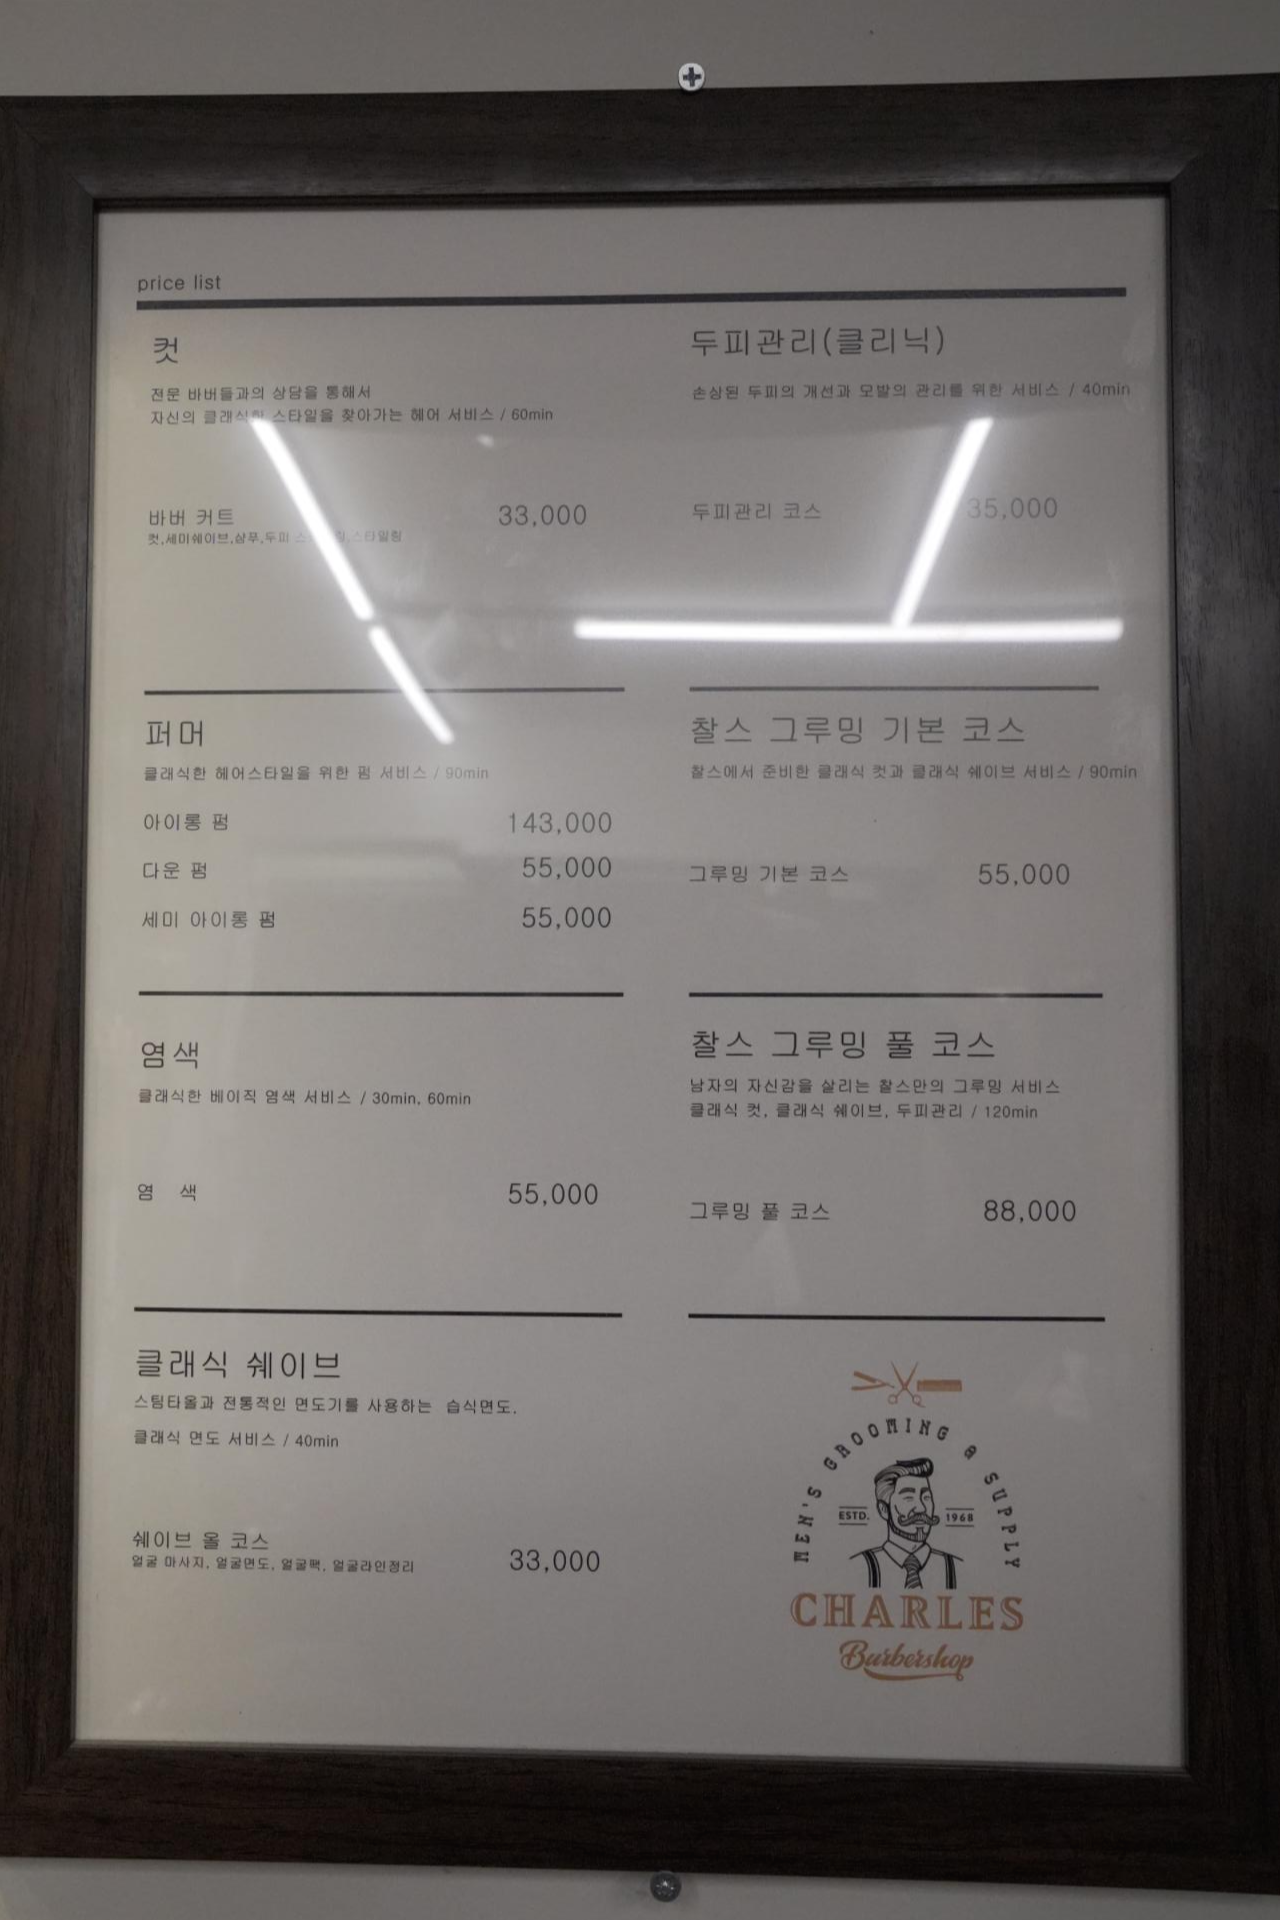 price list
컷
전문 바버들과의 상담을 통해서
자신의 클래식한 스타일을 찾아가는 헤어 서비스 / 60min
바버 커트 33,000
컷,세미쉐이브,샴푸,두피 스타일링
퍼머
클래식한 헤어스타일을 위한 펌 서비스 / 90min
아이롱 펌 143,000
다운 펌 55,000
세미 아이롱 펌 55,000
염색
클래식한 베이직 염색 서비스 / 30min, 60min
염 색 55,000
클래식 쉐이브
스팀타올과 전통적인 면도기를 사용하는 습식면도,
클래식 면도 서비스 / 40min
쉐이브 올 코스 33,000
얼굴 마사지, 얼굴면도, 얼굴팩, 얼굴라인정리
두피관리(클리닉)
손상된 두피의 개선과 모발의 관리를 위한 서비스 / 40min
두피관리 코스 35,000
찰스 그루밍 기본 코스
찰스에서 준비한 클래식 컷과 클래식 쉐이브 서비스 / 90min
그루밍 기본 코스 55,000
찰스 그루밍 풀 코스
남자의 자신감을 살리는 찰스만의 그루밍 서비스
클래식 컷, 클래식 쉐이브, 두피관리 / 120min
그루밍 풀 코스 88,000
MEN'S GROOMING & SUPPLY
ESTD. 1968
CHARLES
Barbershop